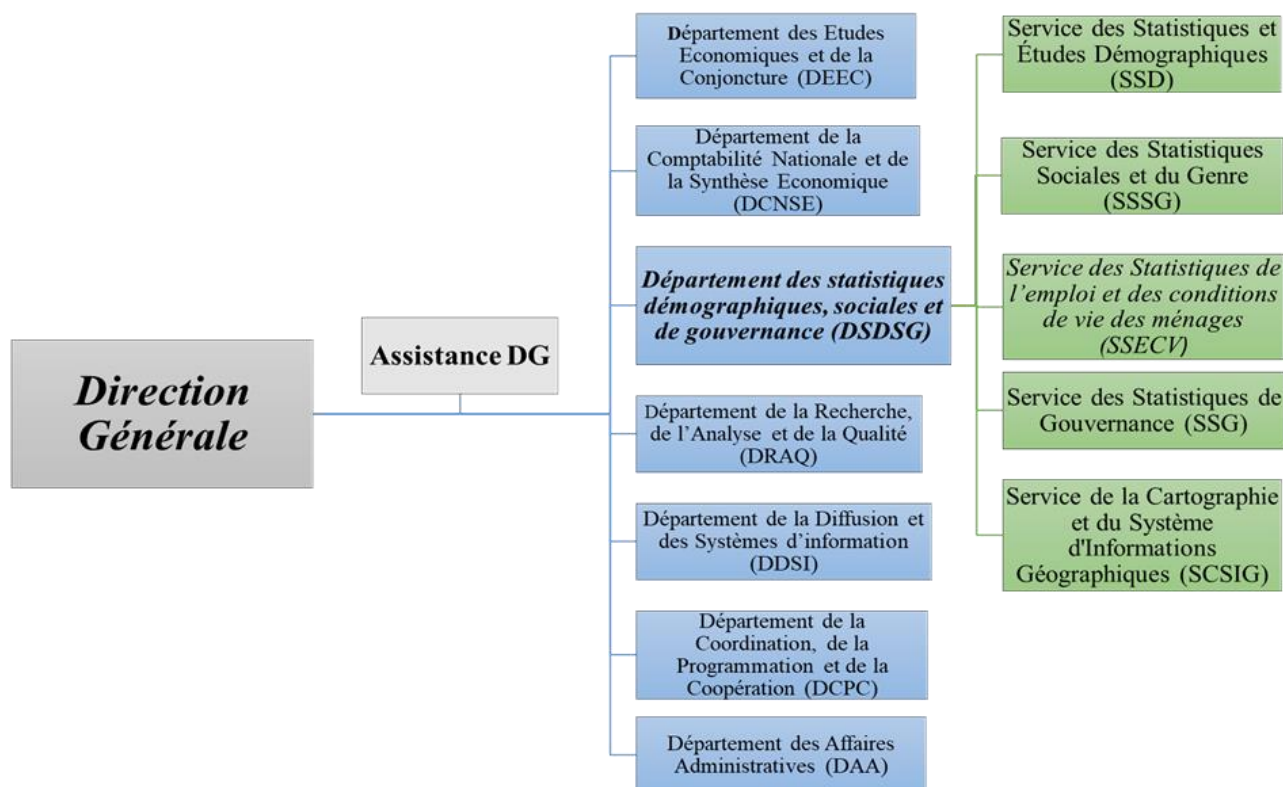 Direction
Générale
Assistance DG
Département des Etudes
Economiques et de la
Conjoncture (DEEC)
Département de la
Comptabilité Nationale et de
la Synthèse Economique
(DCNSE)
Département des statistiques
démographiques, sociales et
de gouvernance (DSDSG)
Département de la Recherche,
de l’Analyse et de la Qualité
(DRAQ)
Département de la Diffusion et
des Systèmes d’information
(DDSI)
Département de la
Coordination, de la
Programmation et de la
Coopération (DCPC)
Département des Affaires
Administratives (DAA)
Service des Statistiques et
Études Démographiques
(SSD)
Service des Statistiques
Sociales et du Genre
(SSSG)
Service des Statistiques de
l’emploi et des conditions
de vie des ménages
(SSECV)
Service des Statistiques de
Gouvernance (SSG)
Service de la Cartographie
et du Système
d'Informations
Géographiques (SCSIG)